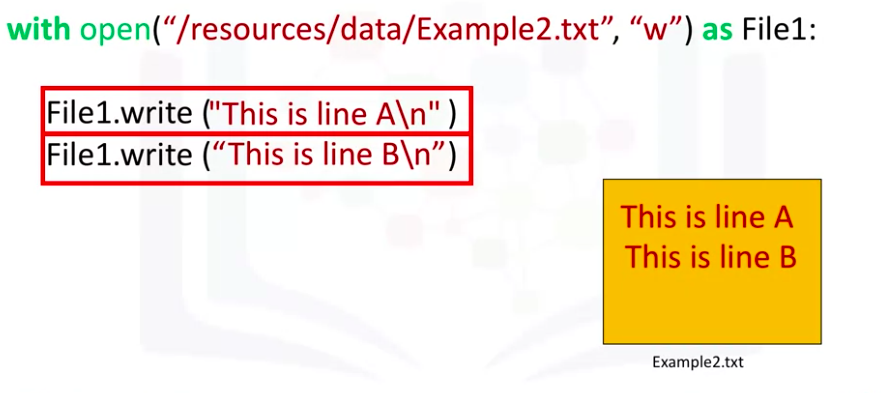 with open(“/resources/data/Example2.txt”, “w”) as File1:
File1.write ("This is line A\n" )
File1.write (“This is line B\n”)
This is line A
This is line B
Example2.txt